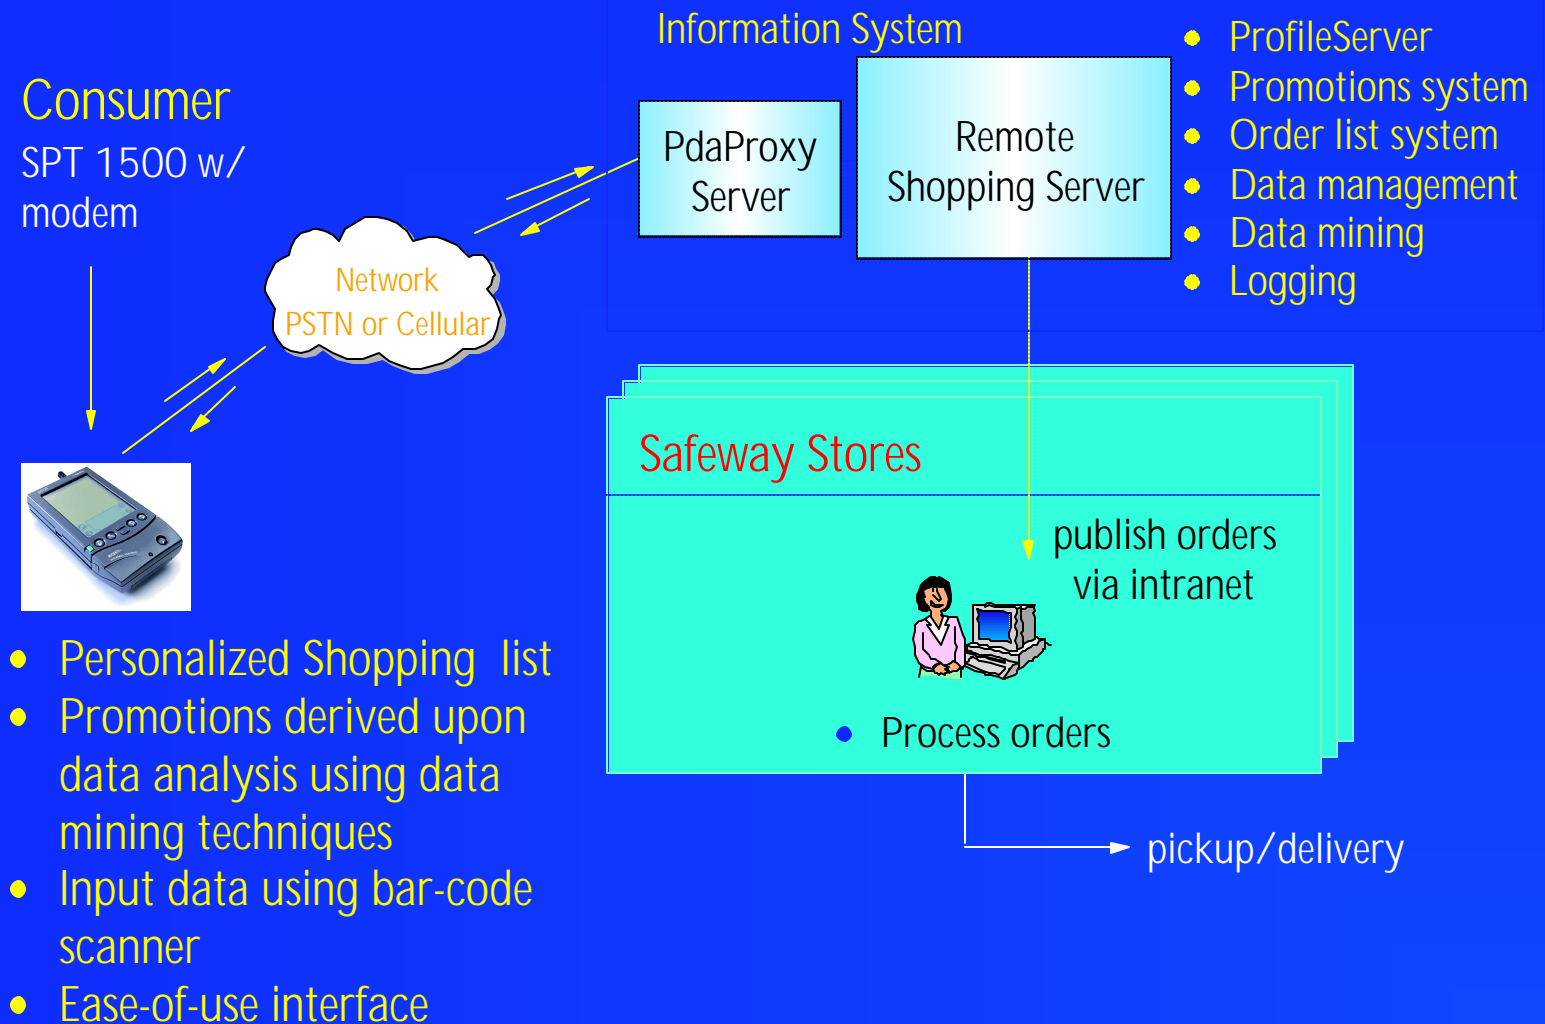 Information System
Consumer
SPT 1500 w/
modem
PdaProxy
Server
Remote
Shopping Server
• ProfileServer
• Promotions system
• Order list system
• Data management
• Data mining
• Logging
Network
PSTN or Cellular
Safeway Stores
publish orders
via intranet
• Process orders
pickup/delivery
• Personalized Shopping list
• Promotions derived upon
data analysis using data
mining techniques
• Input data using bar-code
scanner
• Ease-of-use interface